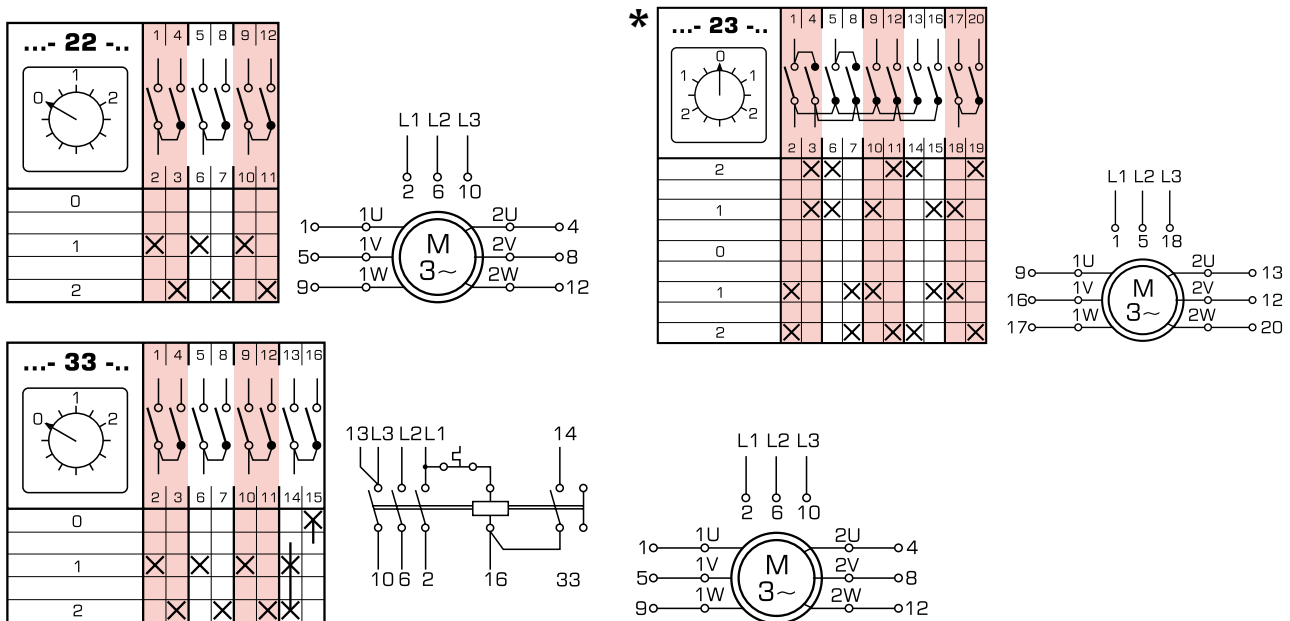 ...- 22 -..
1 4 5 8 9 12
0 1 2
2 3 6 7 10 11
0
1
2
L1 L2 L3
2 6 10
1 1U 2U 4
5 1V M 2V 8
9 1W 3~ 2W 12
*
...- 23 -..
1 4 5 8 9 12 13 16 17 20
0
1 1
2 2
2 3 6 7 10 11 14 15 18 19
2
1
0
1
2
L1 L2 L3
1 5 18
9 1U 2U 13
16 1V M 2V 12
17 1W 3~ 2W 20
...- 33 -..
1 4 5 8 9 12 13 16
0 1 2
2 3 6 7 10 11 14 15
0
1
2
13 L3 L2 L1 14
10 6 2 16 33
L1 L2 L3
2 6 10
1 1U 2U 4
5 1V M 2V 8
9 1W 3~ 2W 12